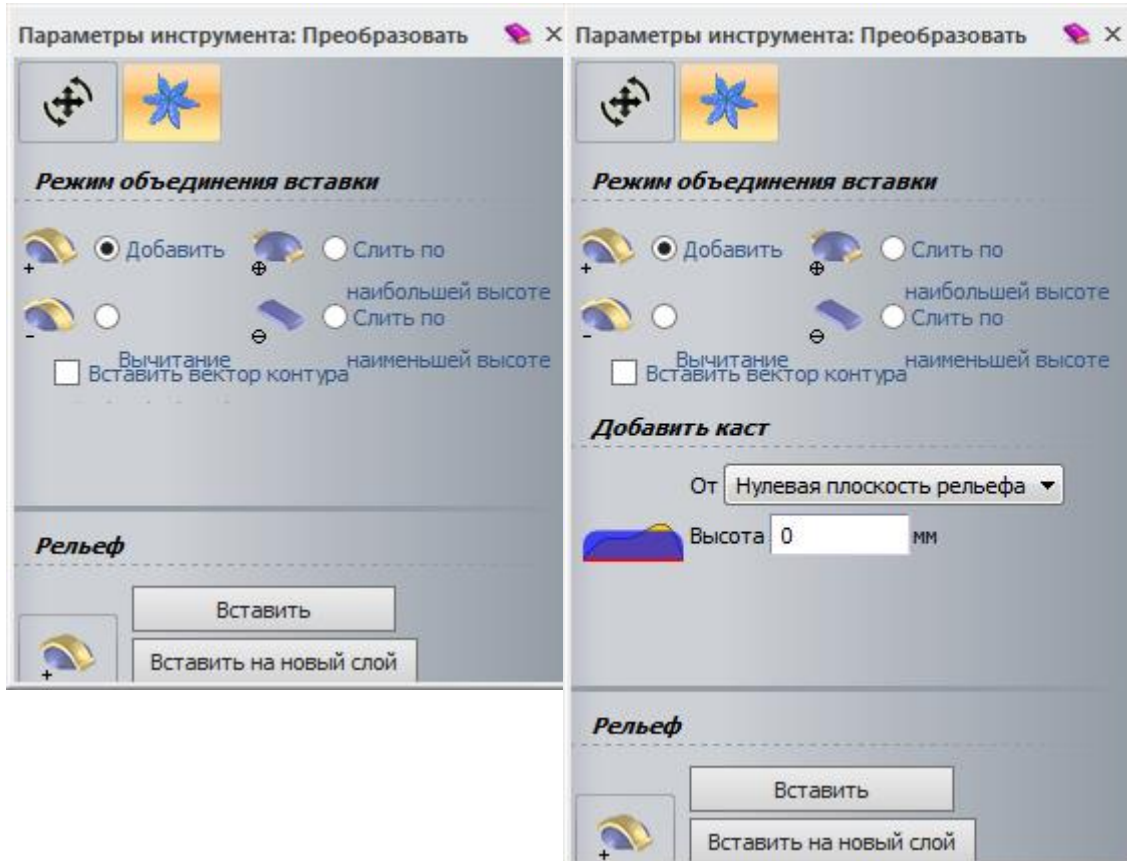 Параметры инструмента: Преобразовать
Режим объединения вставки
Добавить
Слить по
наибольшей высоте
Слить по
Вычитание
наименьшей высоте
Вставить вектор контура
Рельеф
Вставить
Вставить на новый слой
Параметры инструмента: Преобразовать
Режим объединения вставки
Добавить
Слить по
наибольшей высоте
Слить по
Вычитание
наименьшей высоте
Вставить вектор контура
Добавить каст
От Нулевая плоскость рельефа
Высота 0 мм
Рельеф
Вставить
Вставить на новый слой